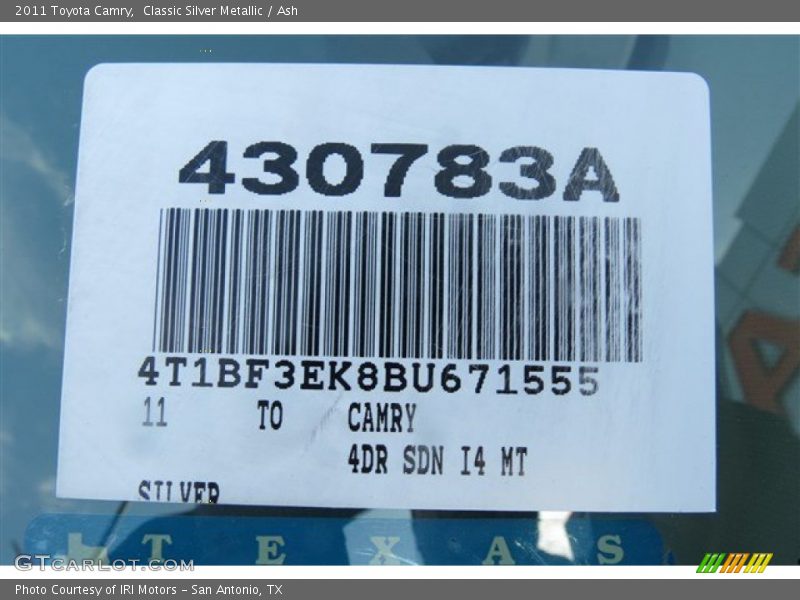 2011 Toyota Camry,  Classic Silver Metallic / Ash
430783A
4T1BF3EK8BU671555
11 TO CAMRY
4DR SDN I4 MT
SILVER
TEXAS
GTCARLOT.COM
Photo Courtesy of IRI Motors - San Antonio, TX